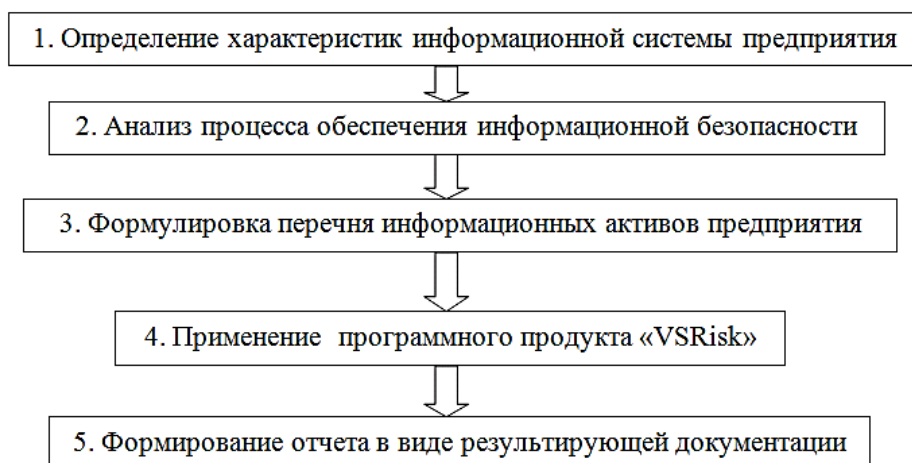 1. Определение характеристик информационной системы предприятия
2. Анализ процесса обеспечения информационной безопасности
3. Формулировка перечня информационных активов предприятия
4. Применение программного продукта «VSRisk»
5. Формирование отчета в виде результирующей документации